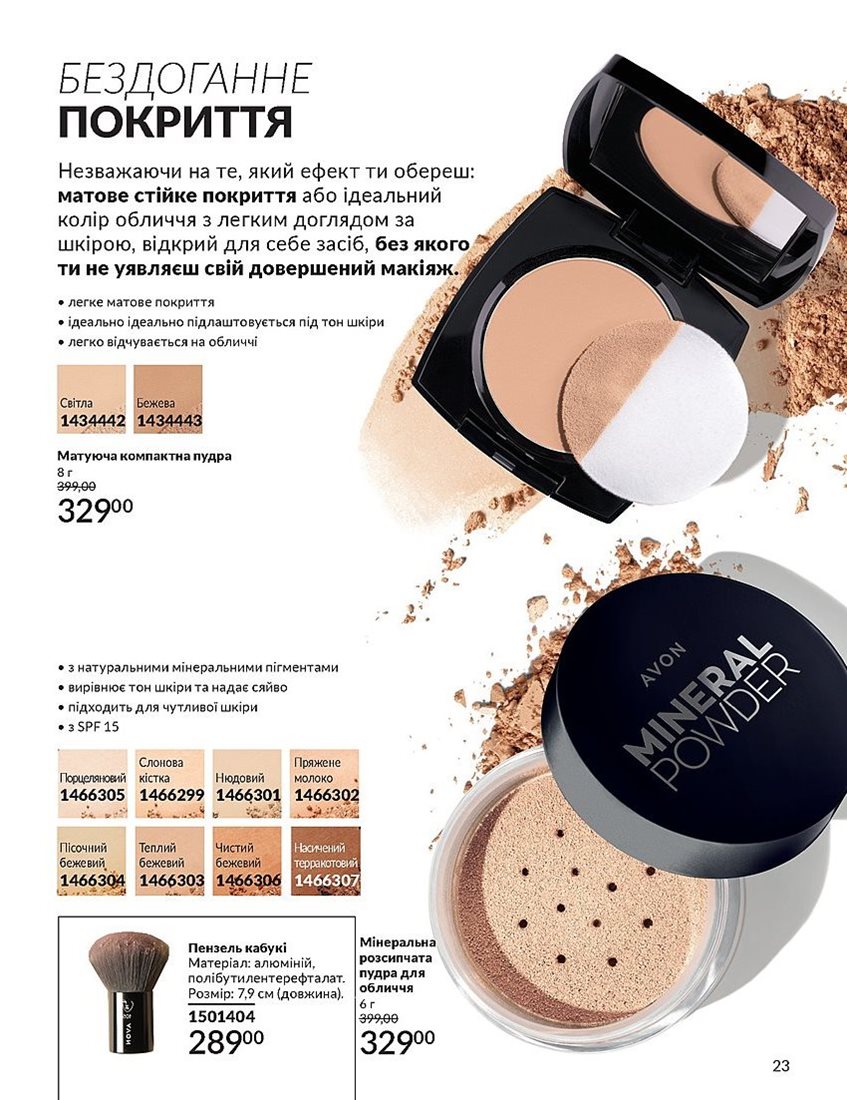 БЕЗДОГАННЕ
ПОКРИТТЯ
Незважаючи на те, який ефект ти обереш:
матове стійке покриття або ідеальний
колір обличчя з легким доглядом за
шкірою, відкрий для себе засіб, без якого
ти не уявляєш свій довершений макіяж.
• легке матове покриття
• ідеально ідеально підлаштовується під тон шкіри
• легко відчувається на обличчі
Світла
1434442
Бежева
1434443
Матуюча компактна пудра
8 г
399,00
32900
• з натуральними мінеральними пігментами
• вирівнює тон шкіри та надає сяйво
• підходить для чутливої шкіри
• з SPF 15
Порцеляновий
1466305
Слонова
кістка
1466299
Нюдовий
1466301
Пряжене
молоко
1466302
Пісочний
бежевий
1466304
Теплий
бежевий
1466303
Чистий
бежевий
1466306
Насичений
терракотовий
1466307
AVON
MINERAL
POWDER
AVON
Пензель кабукі
Матеріал: алюміній,
полібутилентерефталат.
Розмір: 7,9 см (довжина).
1501404
28900
Мінеральна
розсипчата
пудра для
обличчя
6 г
399,00
32900
23